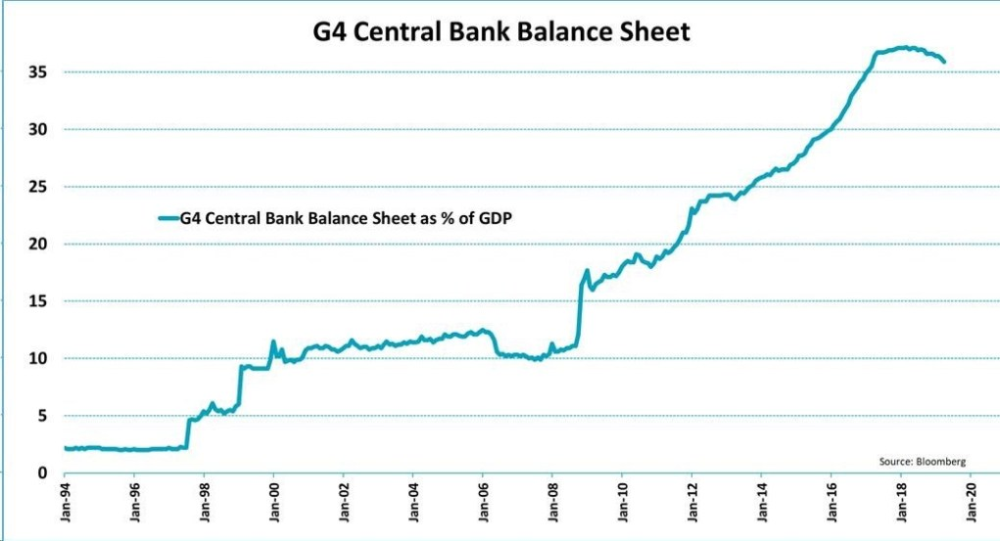 G4 Central Bank Balance Sheet
35
30
25
G4 Central Bank Balance Sheet as % of GDP
20
15
10
5
Source: Bloomberg
0
Jan-94 Jan-96 Jan-98 Jan-00 Jan-02 Jan-04 Jan-06 Jan-08 Jan-10 Jan-12 Jan-14 Jan-16 Jan-18 Jan-20